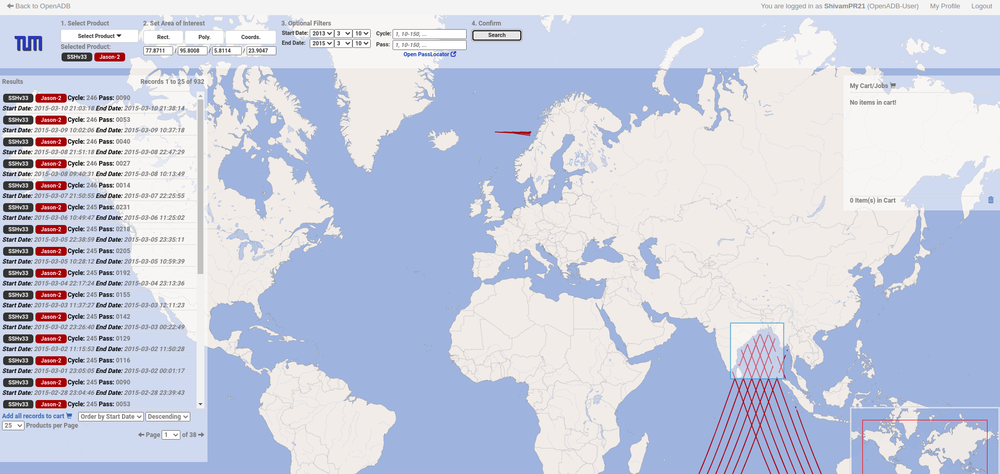 Back to OpenADB
You are logged in as ShivamPR21 (OpenADB-User) My Profile Logout
TUM
1. Select Product
Select Product
Selected Product:
SSHv33 Jason-2
2. Set Area of Interest
Rect. Poly. Coords.
77.8711 / 95.8008 / 5.8114 / 23.9047
3. Optional Filters
Start Date: 2013 3 10 Cycle: 1, 10-150, ...
End Date: 2015 3 10 Pass: 1, 10-150, ...
Open PassLocator
4. Confirm
Search
Results Records 1 to 25 of 932
SSHv33 Jason-2 Cycle: 246 Pass: 0090
Start Date: 2015-03-10 21:03:18 End Date: 2015-03-10 21:38:14
SSHv33 Jason-2 Cycle: 246 Pass: 0053
Start Date: 2015-03-09 10:02:06 End Date: 2015-03-09 10:37:18
SSHv33 Jason-2 Cycle: 246 Pass: 0040
Start Date: 2015-03-08 21:51:18 End Date: 2015-03-08 22:47:29
SSHv33 Jason-2 Cycle: 246 Pass: 0027
Start Date: 2015-03-08 09:40:31 End Date: 2015-03-08 10:13:49
SSHv33 Jason-2 Cycle: 246 Pass: 0014
Start Date: 2015-03-07 21:50:55 End Date: 2015-03-07 22:25:55
SSHv33 Jason-2 Cycle: 245 Pass: 0231
Start Date: 2015-03-06 10:49:47 End Date: 2015-03-06 11:25:02
SSHv33 Jason-2 Cycle: 245 Pass: 0218
Start Date: 2015-03-05 22:38:59 End Date: 2015-03-05 23:35:11
SSHv33 Jason-2 Cycle: 245 Pass: 0205
Start Date: 2015-03-05 10:28:12 End Date: 2015-03-05 10:59:39
SSHv33 Jason-2 Cycle: 245 Pass: 0192
Start Date: 2015-03-04 22:17:24 End Date: 2015-03-04 23:13:36
SSHv33 Jason-2 Cycle: 245 Pass: 0155
Start Date: 2015-03-03 11:37:27 End Date: 2015-03-03 12:11:23
SSHv33 Jason-2 Cycle: 245 Pass: 0142
Start Date: 2015-03-02 23:26:40 End Date: 2015-03-03 00:22:49
SSHv33 Jason-2 Cycle: 245 Pass: 0129
Start Date: 2015-03-02 11:15:53 End Date: 2015-03-02 11:50:28
SSHv33 Jason-2 Cycle: 245 Pass: 0116
Start Date: 2015-03-01 23:05:05 End Date: 2015-03-02 00:01:17
SSHv33 Jason-2 Cycle: 245 Pass: 0090
Start Date: 2015-02-28 23:04:46 End Date: 2015-02-28 23:39:43
SSHv33 Jason-2 Cycle: 245 Pass: 0053
Add all records to cart Order by Start Date Descending
25 Products per Page
Page 1 of 38
My Cart/Jobs
No items in cart!
0 Item(s) in Cart